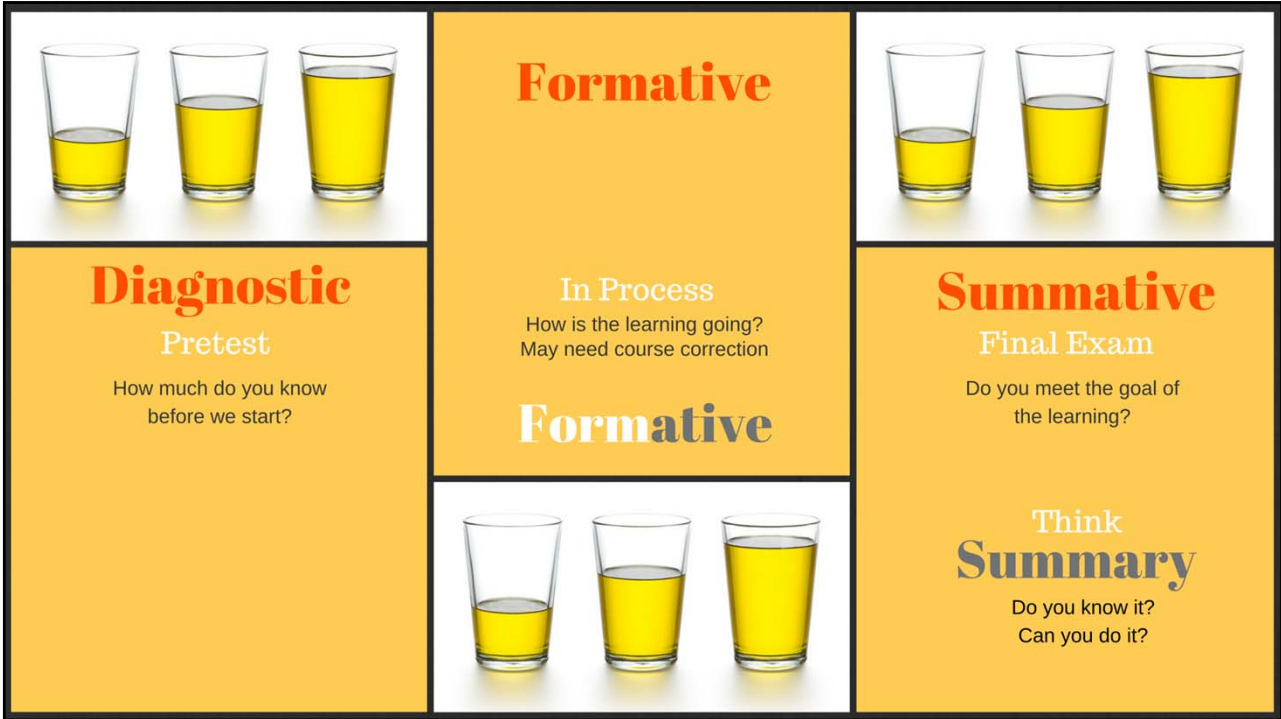 Diagnostic
Pretest
How much do you know
before we start?
Formative
In Process
How is the learning going?
May need course correction
Formative
Summative
Final Exam
Do you meet the goal of
the learning?
Think
Summary
Do you know it?
Can you do it?